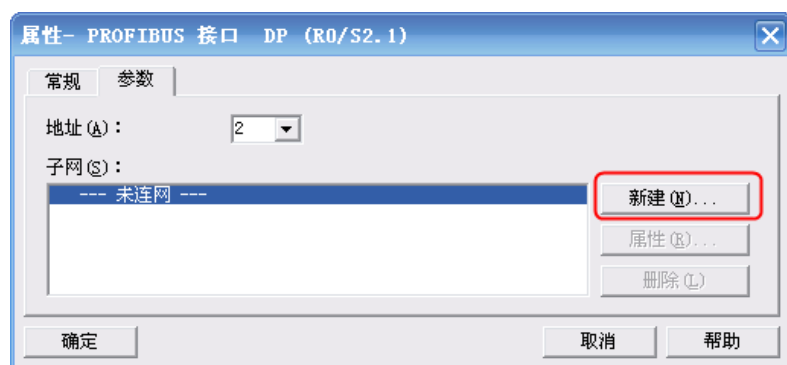 属性- PROFIBUS 接口 DP (R0/S2.1)
常规 参数
地址(A): 2
子网(S):
--- 未连网 ---
新建(N)...
属性(R)...
删除(L)
确定 取消 帮助